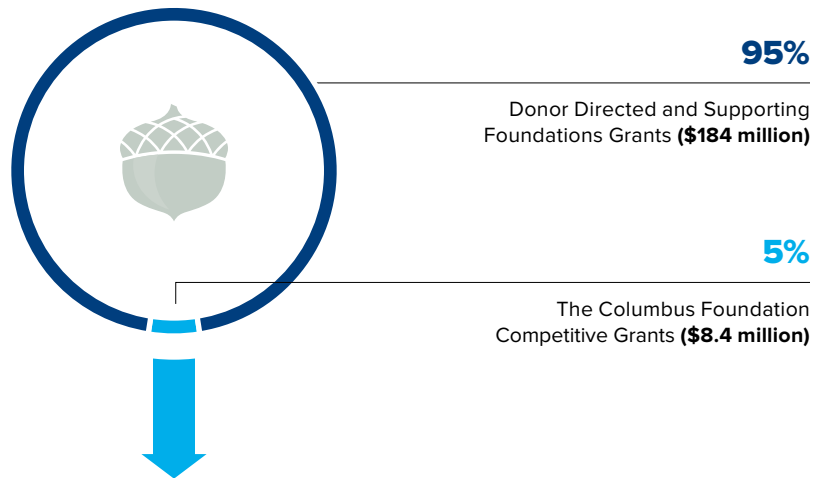 95%
Donor Directed and Supporting
Foundations Grants ($184 million)
5%
The Columbus Foundation
Competitive Grants ($8.4 million)